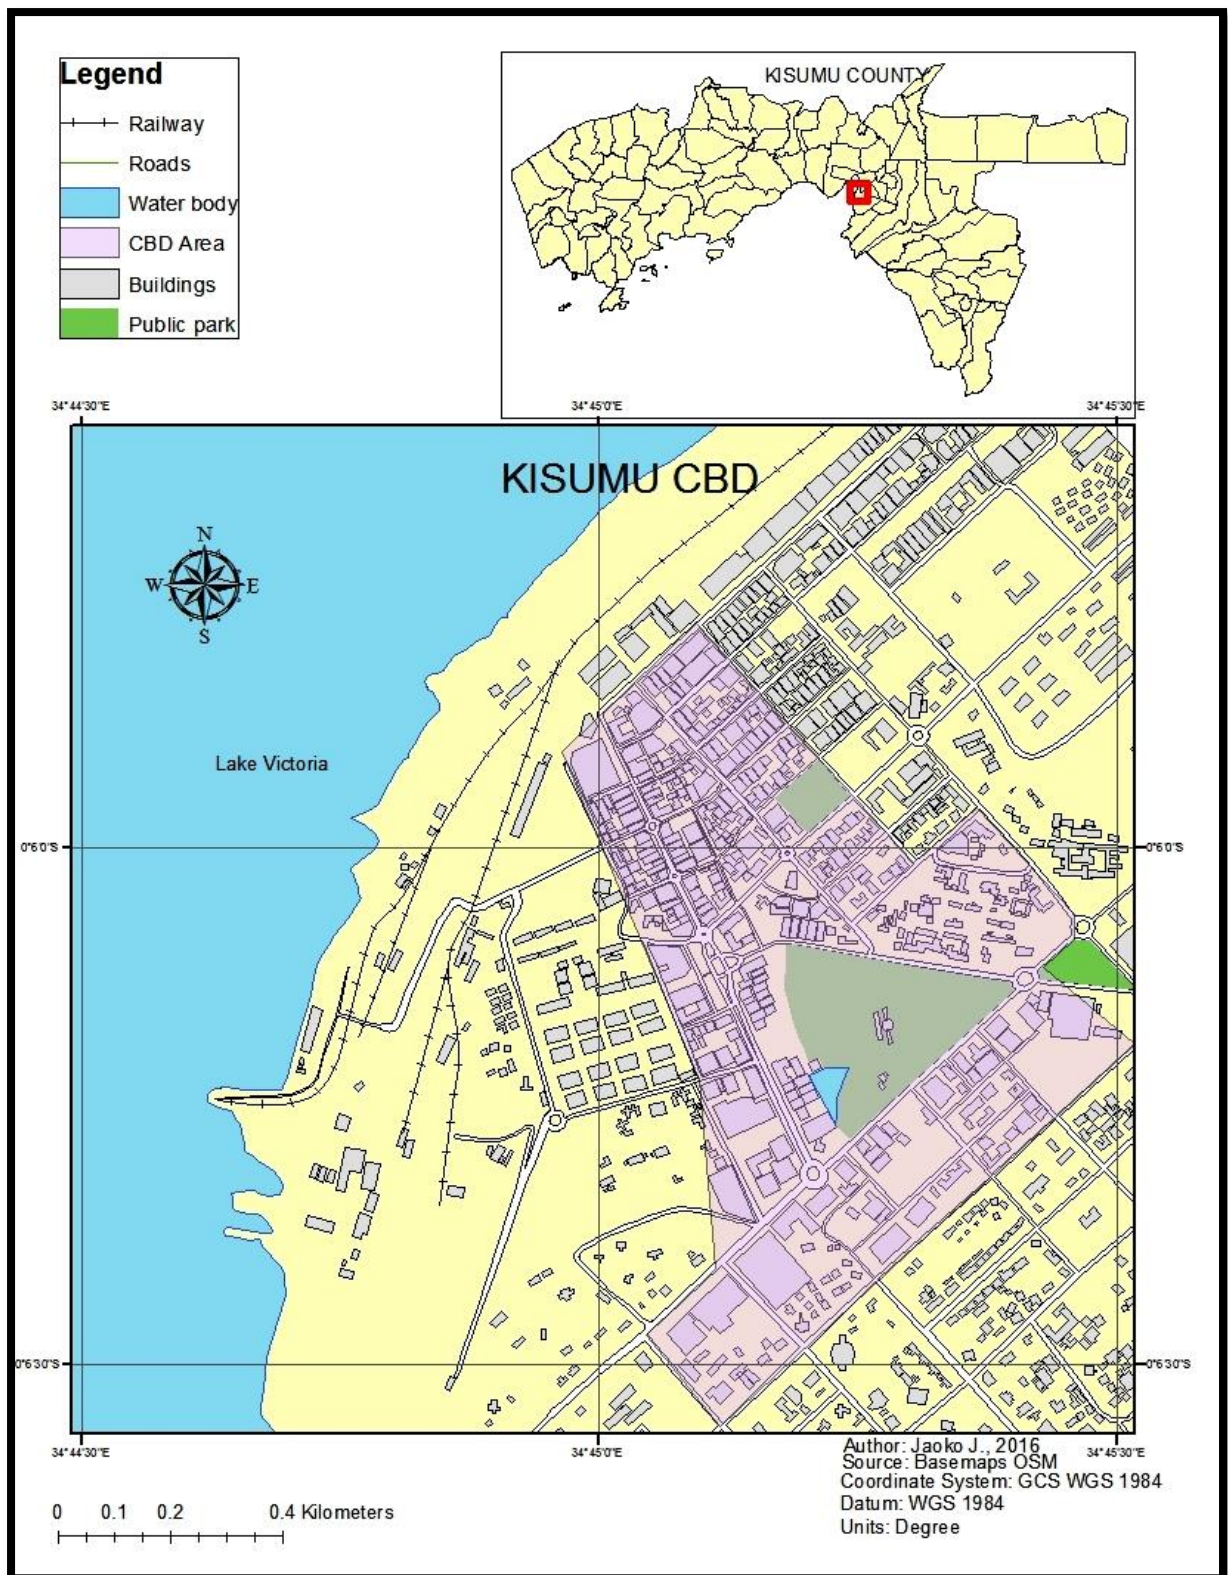 Legend
Railway
Roads
Water body
CBD Area
Buildings
Public park
KISUMU COUNTY
34°44'30"E 34°45'0"E 34°45'30"E
KISUMU CBD
N
W E
S
Lake Victoria
0°6'0"S 0°6'0"S
0°6'30"S 0°6'30"S
34°44'30"E 34°45'0"E 34°45'30"E
Author: Jaoko J., 2016
Source: Basemaps OSM
Coordinate System: GCS WGS 1984
Datum: WGS 1984
Units: Degree
0 0.1 0.2 0.4 Kilometers